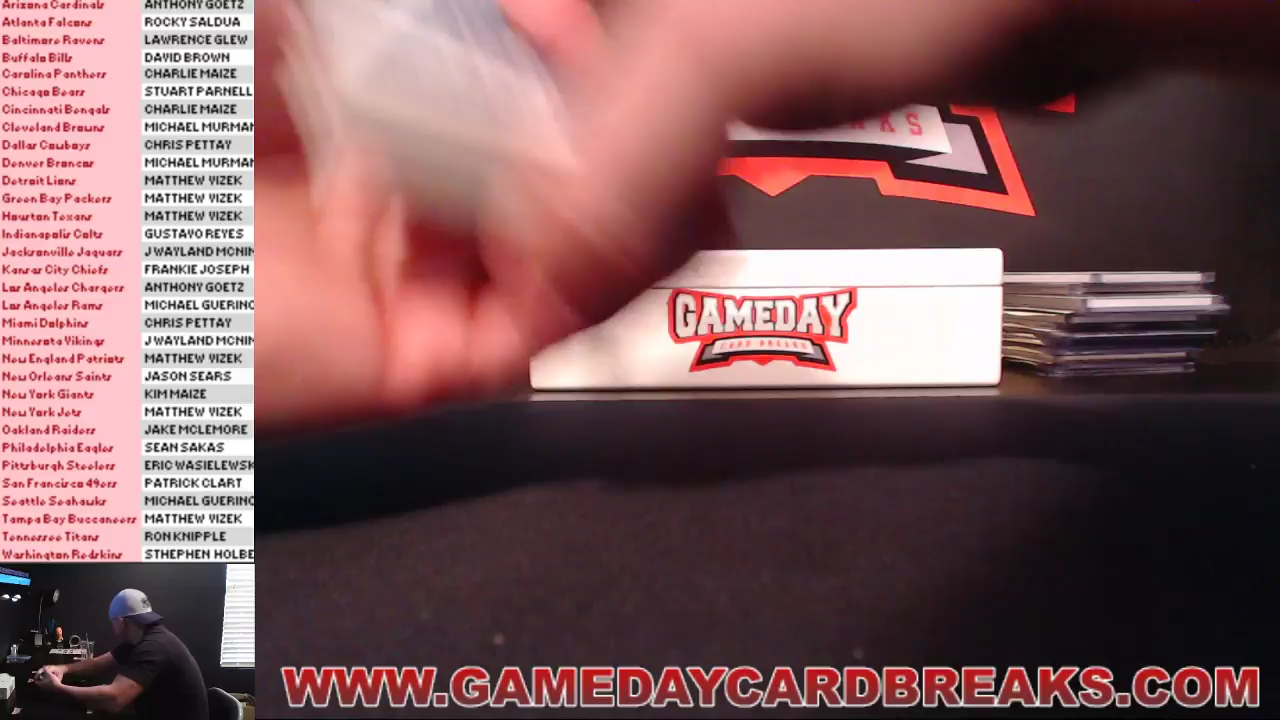 Arizona Cardinals ANTHONY GOETZ
Atlanta Falcons ROCKY SALDUA
Baltimore Ravens LAWRENCE GLEW
Buffalo Bills DAVID BROWN
Carolina Panthers CHARLIE MAIZE
Chicago Bears STUART PARNELL
Cincinnati Bengals CHARLIE MAIZE
Cleveland Browns MICHAEL MURMAN
Dallas Cowboys CHRIS PETTAY
Denver Broncos MICHAEL MURMAN
Detroit Lions MATTHEW VIZEK
Green Bay Packers MATTHEW VIZEK
Houston Texans MATTHEW VIZEK
Indianapolis Colts GUSTAVO REYES
Jacksonville Jaguars J WAYLAND MCNIN
Kansas City Chiefs FRANKIE JOSEPH
Los Angeles Chargers ANTHONY GOETZ
Los Angeles Rams MICHAEL GUERINO
Miami Dolphins CHRIS PETTAY
Minnesota Vikings J WAYLAND MCNIN
New England Patriots MATTHEW VIZEK
New Orleans Saints JASON SEARS
New York Giants KIM MAIZE
New York Jets MATTHEW VIZEK
Oakland Raiders JAKE MCLEMORE
Philadelphia Eagles SEAN SAKAS
Pittsburgh Steelers ERIC WASIELEWSK
San Francisco 49ers PATRICK CLART
Seattle Seahawks MICHAEL GUERINO
Tampa Bay Buccaneers MATTHEW VIZEK
Tennessee Titans RON KNIPPLE
Washington Redskins STHEPHEN HOLBE
GAMEDAY
CARD BREAKS
WWW.GAMEDAYCARDBREAKS.COM